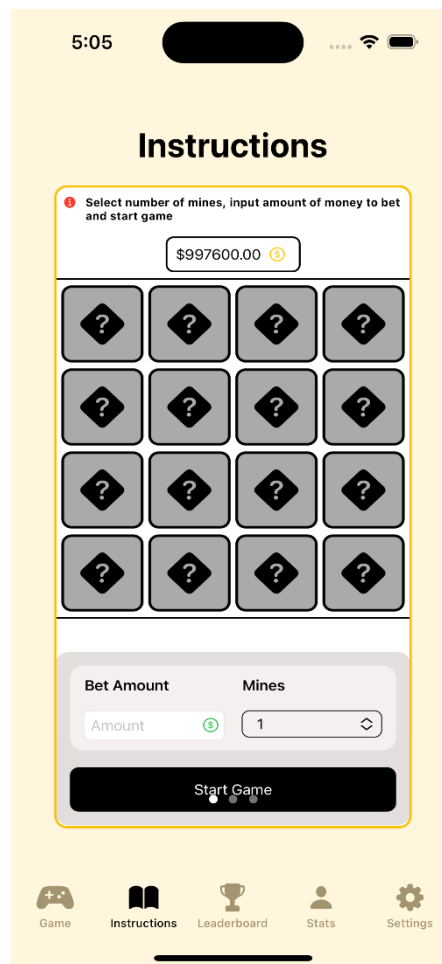 5:05
Instructions
Select number of mines, input amount of money to bet
and start game
$997600.00 $
? ? ? ?
? ? ? ?
? ? ? ?
? ? ? ?
Bet Amount Mines
Amount $ 1
Start Game
Game Instructions Leaderboard Stats Settings